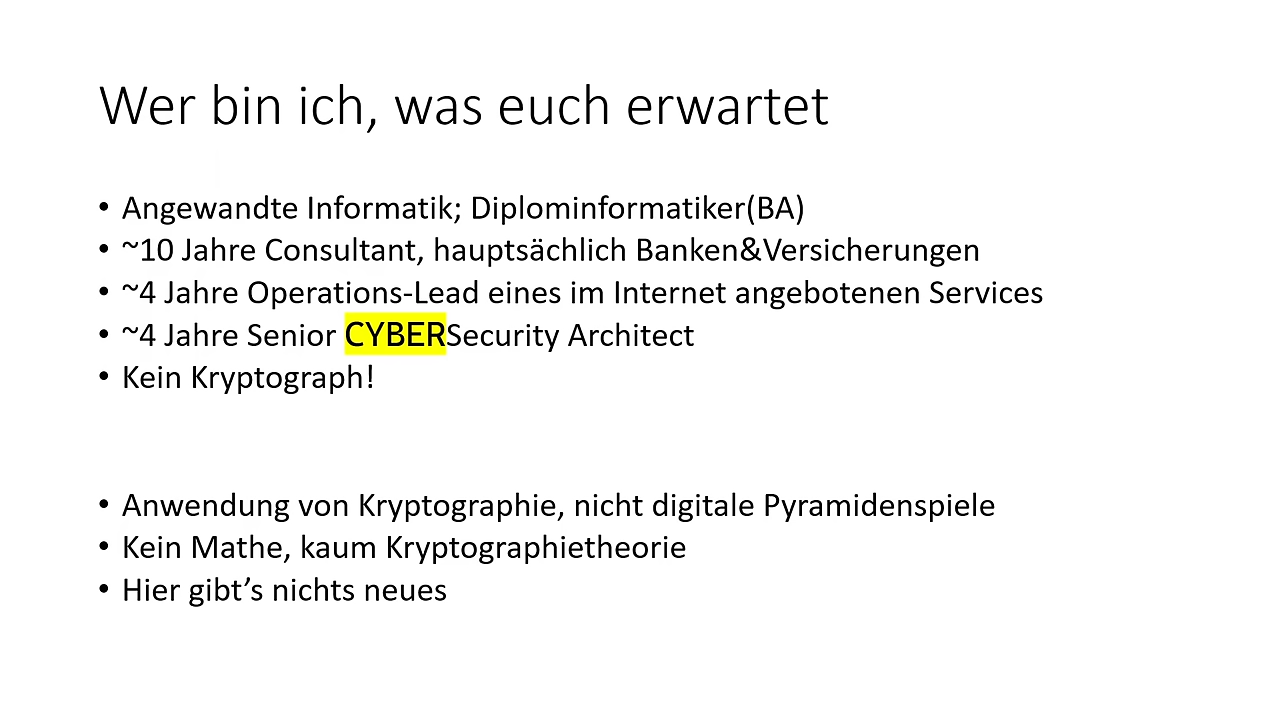 Wer bin ich, was euch erwartet
• Angewandte Informatik; Diplominformatiker(BA)
• ~10 Jahre Consultant, hauptsächlich Banken&Versicherungen
• ~4 Jahre Operations-Lead eines im Internet angebotenen Services
• ~4 Jahre Senior CYBERSecurity Architect
• Kein Kryptograph!
• Anwendung von Kryptographie, nicht digitale Pyramidenspiele
• Kein Mathe, kaum Kryptographietheorie
• Hier gibt’s nichts neues